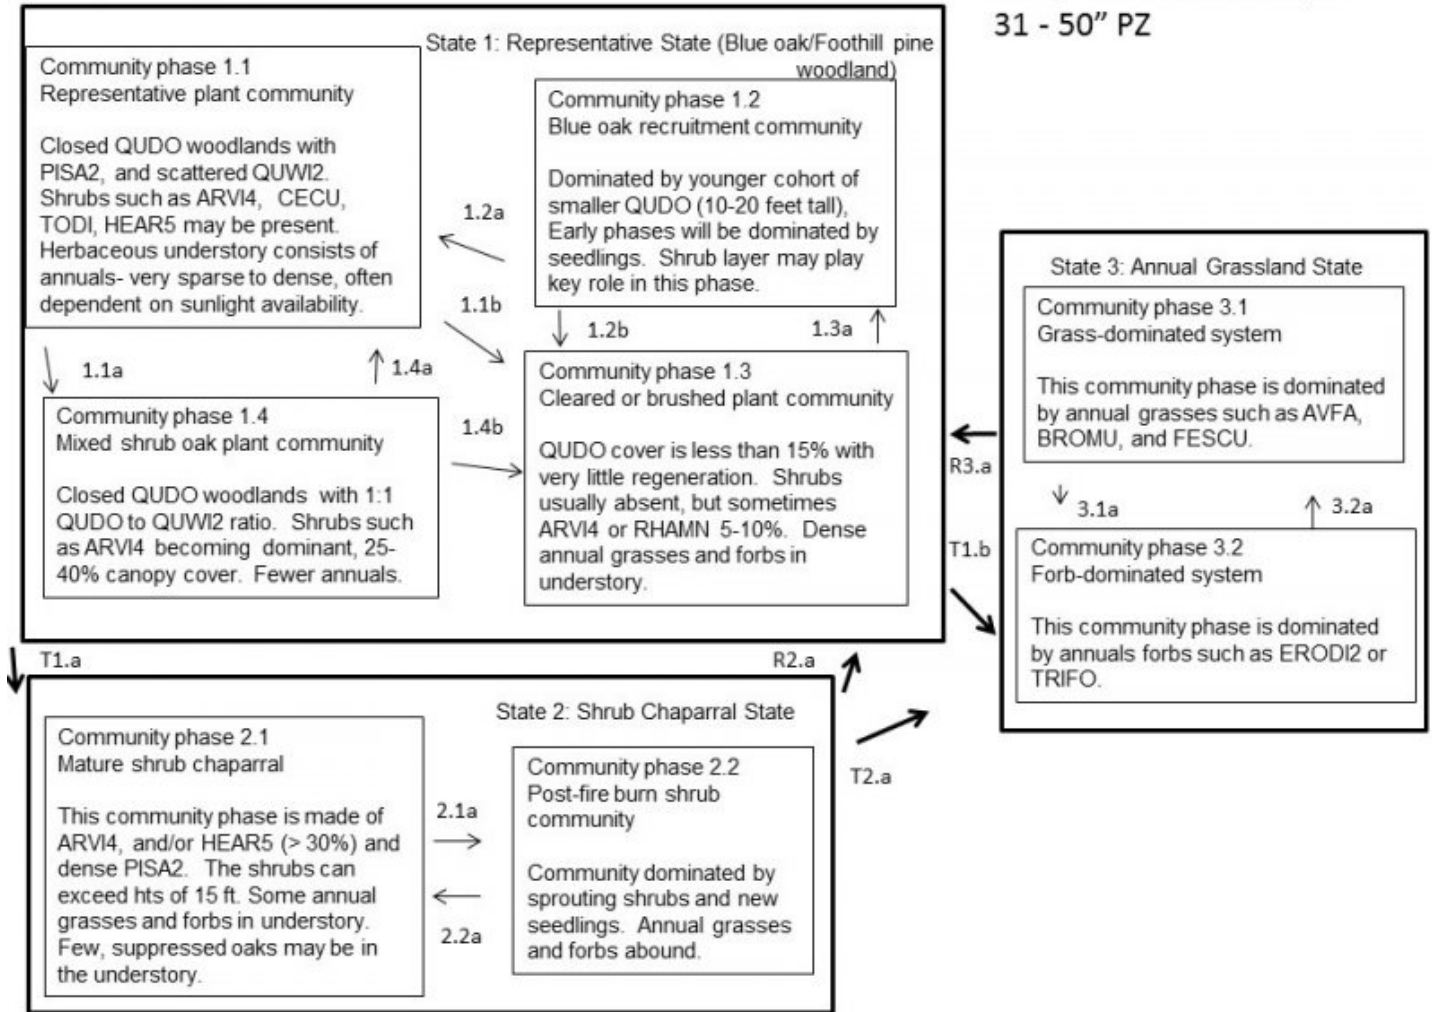 31 - 50” PZ
State 1: Representative State (Blue oak/Foothill pine
woodland)
Community phase 1.1
Representative plant community
Closed QUDO woodlands with
PISA2, and scattered QUWI2.
Shrubs such as ARVI4, CECU,
TODI, HEAR5 may be present.
Herbaceous understory consists of
annuals- very sparse to dense, often
dependent on sunlight availability.
Community phase 1.2
Blue oak recruitment community
Dominated by younger cohort of
smaller QUDO (10-20 feet tall),
Early phases will be dominated by
seedlings. Shrub layer may play
key role in this phase.
1.2a
1.1b
1.2b
1.3a
1.1a
1.4a
Community phase 1.4
Mixed shrub oak plant community
Closed QUDO woodlands with 1:1
QUDO to QUWI2 ratio. Shrubs such
as ARVI4 becoming dominant, 25-
40% canopy cover. Fewer annuals.
1.4b
Community phase 1.3
Cleared or brushed plant community
QUDO cover is less than 15% with
very little regeneration. Shrubs
usually absent, but sometimes
ARVI4 or RHAMN 5-10%. Dense
annual grasses and forbs in
understory.
State 3: Annual Grassland State
Community phase 3.1
Grass-dominated system
This community phase is dominated
by annual grasses such as AVFA,
BROMU, and FESCU.
R3.a
3.1a
3.2a
T1.b
Community phase 3.2
Forb-dominated system
This community phase is dominated
by annuals forbs such as ERODI2 or
TRIFO.
T1.a
R2.a
State 2: Shrub Chaparral State
Community phase 2.1
Mature shrub chaparral
This community phase is made of
ARVI4, and/or HEAR5 (> 30%) and
dense PISA2. The shrubs can
exceed hts of 15 ft. Some annual
grasses and forbs in understory.
Few, suppressed oaks may be in
the understory.
2.1a
2.2a
Community phase 2.2
Post-fire burn shrub
community
Community dominated by
sprouting shrubs and new
seedlings. Annual grasses
and forbs abound.
T2.a